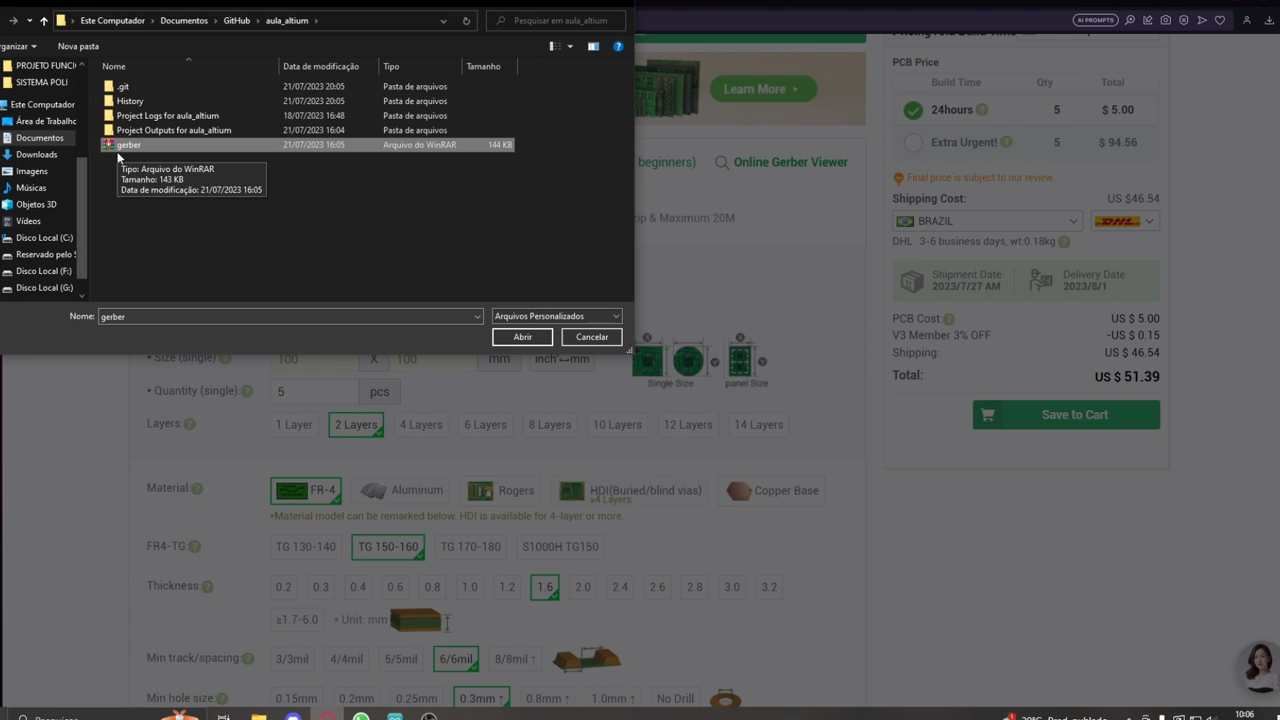 Este Computador > Documentos > GitHub > aula_altium >
Pesquisar em aula_altium
AI PROMPTS
rganizar
Nova pasta
Nome
Data de modificação
Tipo
Tamanho
PROJETO FUNCI
SISTEMA POLI
Este Computador
Área de Trabalho
Documentos
Downloads
Imagens
Músicas
Objetos 3D
Vídeos
Disco Local (C:)
Reservado pelo S
Disco Local (F:)
Disco Local (G:)
.git 21/07/2023 20:05 Pasta de arquivos
History 21/07/2023 20:05 Pasta de arquivos
Project Logs for aula_altium 18/07/2023 16:48 Pasta de arquivos
Project Outputs for aula_altium 21/07/2023 16:04 Pasta de arquivos
gerber 21/07/2023 16:05 Arquivo do WinRAR 144 KB
Tipo: Arquivo do WinRAR
Tamanho: 143 KB
Data de modificação: 21/07/2023 16:05
Nome: gerber
Arquivos Personalizados
Abrir
Cancelar
Learn More
beginners)
Online Gerber Viewer
& Maximum 20M
• Size (single) ? 100 X 100 mm inch"↔mm
X
Y
Single Size
panel Size
• Quantity (single): ? 5 pcs
Layers: ? 1 Layer 2 Layers 4 Layers 6 Layers 8 Layers 10 Layers 12 Layers 14 Layers
Material: ? FR-4 Aluminum Rogers HDI(Buried/blind vias) Copper Base
≥4 Layers
•Material model can be remarked below. HDI is available for 4-layer or more.
FR4-TG ? TG 130-140 TG 150-160 TG 170-180 S1000H TG150
Thickness: ? 0.2 0.3 0.4 0.6 0.8 1.0 1.2 1.6 2.0 2.4 2.6 2.8 3.0 3.2
≥1.7-6.0 • Unit: mm
Min track/spacing: ? 3/3mil 4/4mil 5/5mil 6/6mil 8/8mil ↑
Min hole size: ? 0.15mm 0.2mm 0.25mm 0.3mm ↑ 0.8mm ↑ 1.0mm ↑ No Drill
PCB Price
Build Time Qty Total
24hours ? 5 $ 5.00
Extra Urgent! ? 5 $ 94.56
Final price is subject to our review.
Shipping Cost: US $46.54
BRAZIL
DHL
DHL 3-6 business days, wt:0.18kg ?
Shipment Date
2023/7/27 AM
Delivery Date
2023/8/1
PCB Cost ? US $ 5.00
V3 Member 3% OFF -US $ 0.15
Shipping: US $ 46.54
Total: US $ 51.39
Save to Cart
10:06